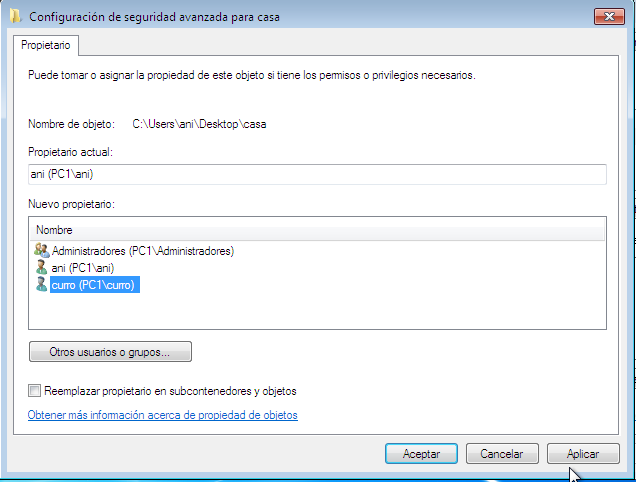 Configuración de seguridad avanzada para casa
Propietario
Puede tomar o asignar la propiedad de este objeto si tiene los permisos o privilegios necesarios.
Nombre de objeto: C:\Users\ani\Desktop\casa
Propietario actual:
ani (PC1\ani)
Nuevo propietario:
Nombre
Administradores (PC1\Administradores)
ani (PC1\ani)
curro (PC1\curro)
Otros usuarios o grupos...
Reemplazar propietario en subcontenedores y objetos
Obtener más información acerca de propiedad de objetos
Aceptar Cancelar Aplicar